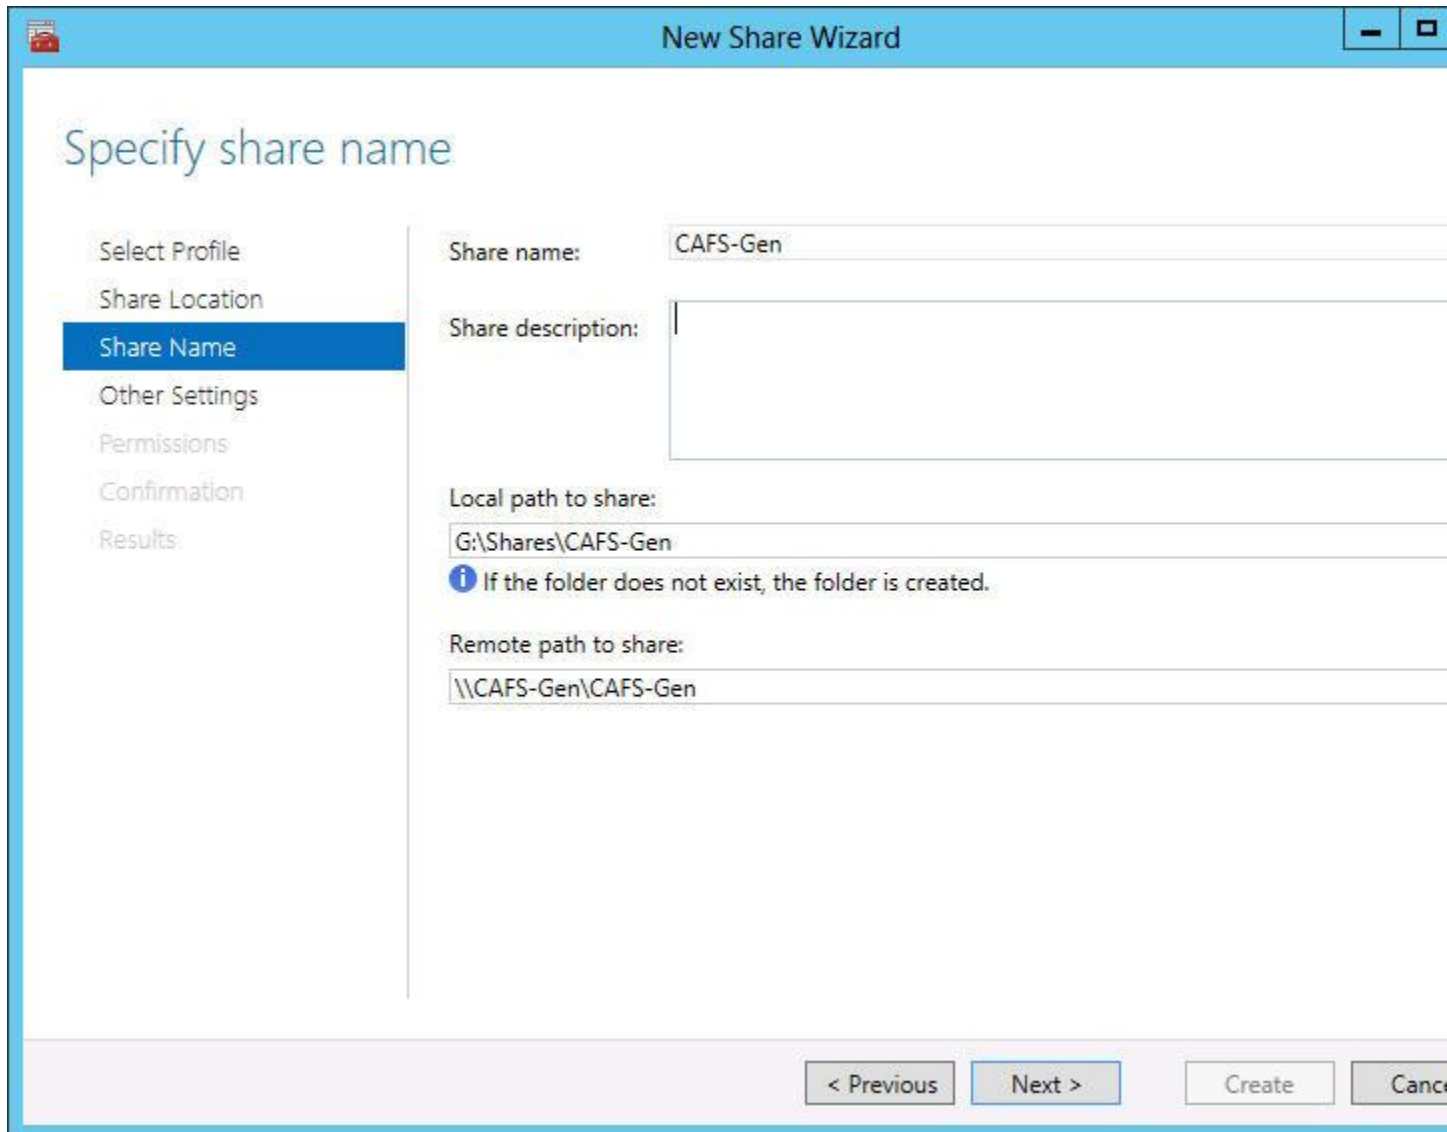 New Share Wizard
Specify share name
Select Profile
Share Location
Share Name
Other Settings
Permissions
Confirmation
Results
Share name:
CAFS-Gen
Share description:
Local path to share:
G:\Shares\CAFS-Gen
If the folder does not exist, the folder is created.
Remote path to share:
\\CAFS-Gen\CAFS-Gen
< Previous
Next >
Create
Cance